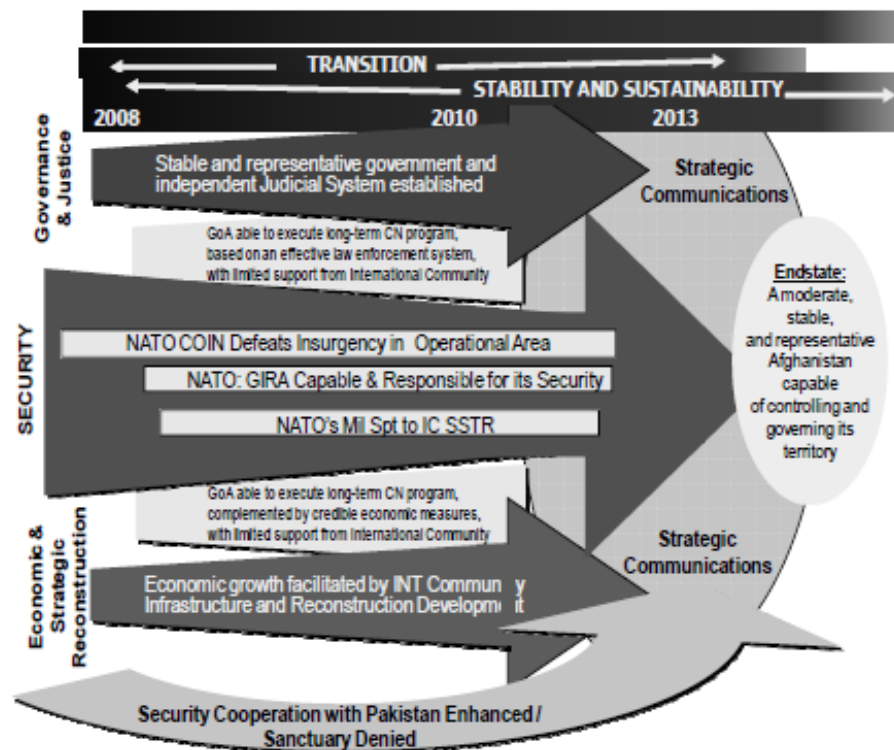 TRANSITION
STABILITY AND SUSTAINABILITY
2008
2010
2013
Governance
& Justice
Stable and representative government and
independent Judicial System established
Strategic
Communications
GoA able to execute long-term CN program,
based on an effective law enforcement system,
with limited support from International Community
SECURITY
NATO COIN Defeats Insurgency in Operational Area
NATO: GIRA Capable & Responsible for its Security
NATO's Mil Spt to IC SSTR
Endstate:
A moderate,
stable,
and representative
Afghanistan
capable
of controlling and
governing its
territory
GoA able to execute long-term CN program,
complemented by credible economic measures,
with limited support from International Community
Strategic
Communications
Economic &
Strategic
Reconstruction
Economic growth facilitated by INT Community
Infrastructure and Reconstruction Development
Security Cooperation with Pakistan Enhanced /
Sanctuary Denied